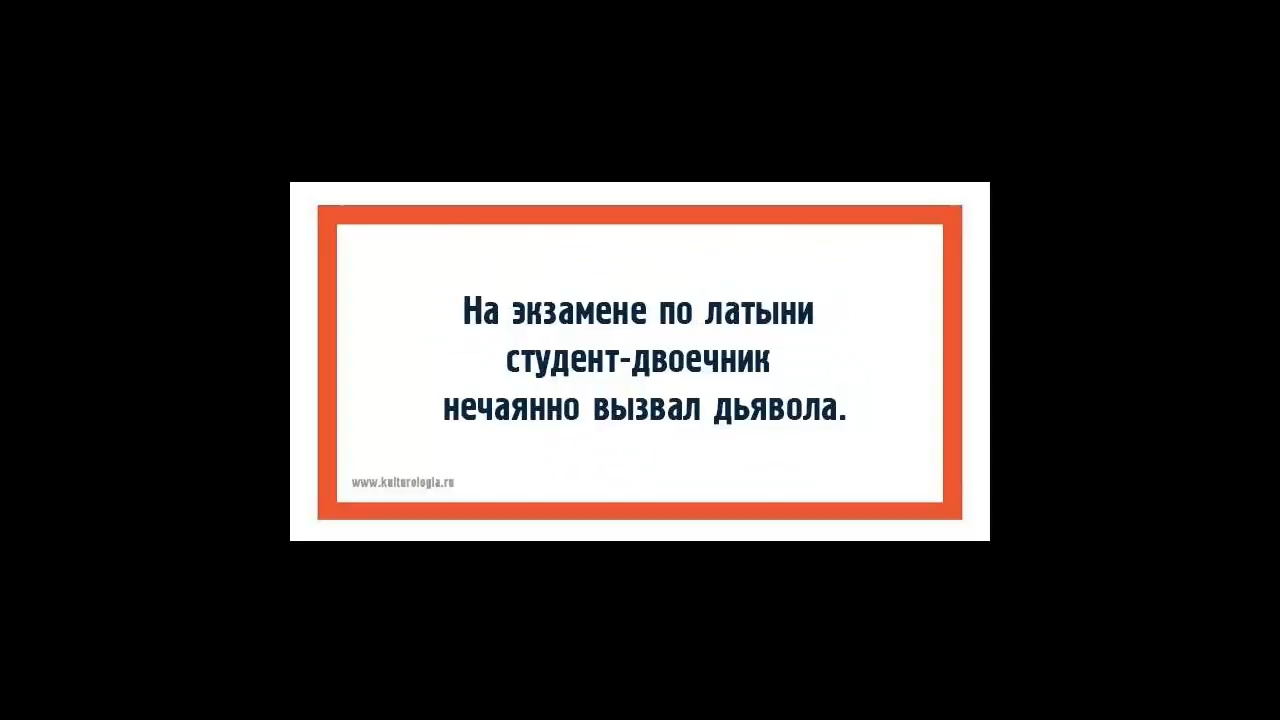 На экзамене по латыни
студент-двоечник
нечаянно вызвал дьявола.
www.kulturologia.ru